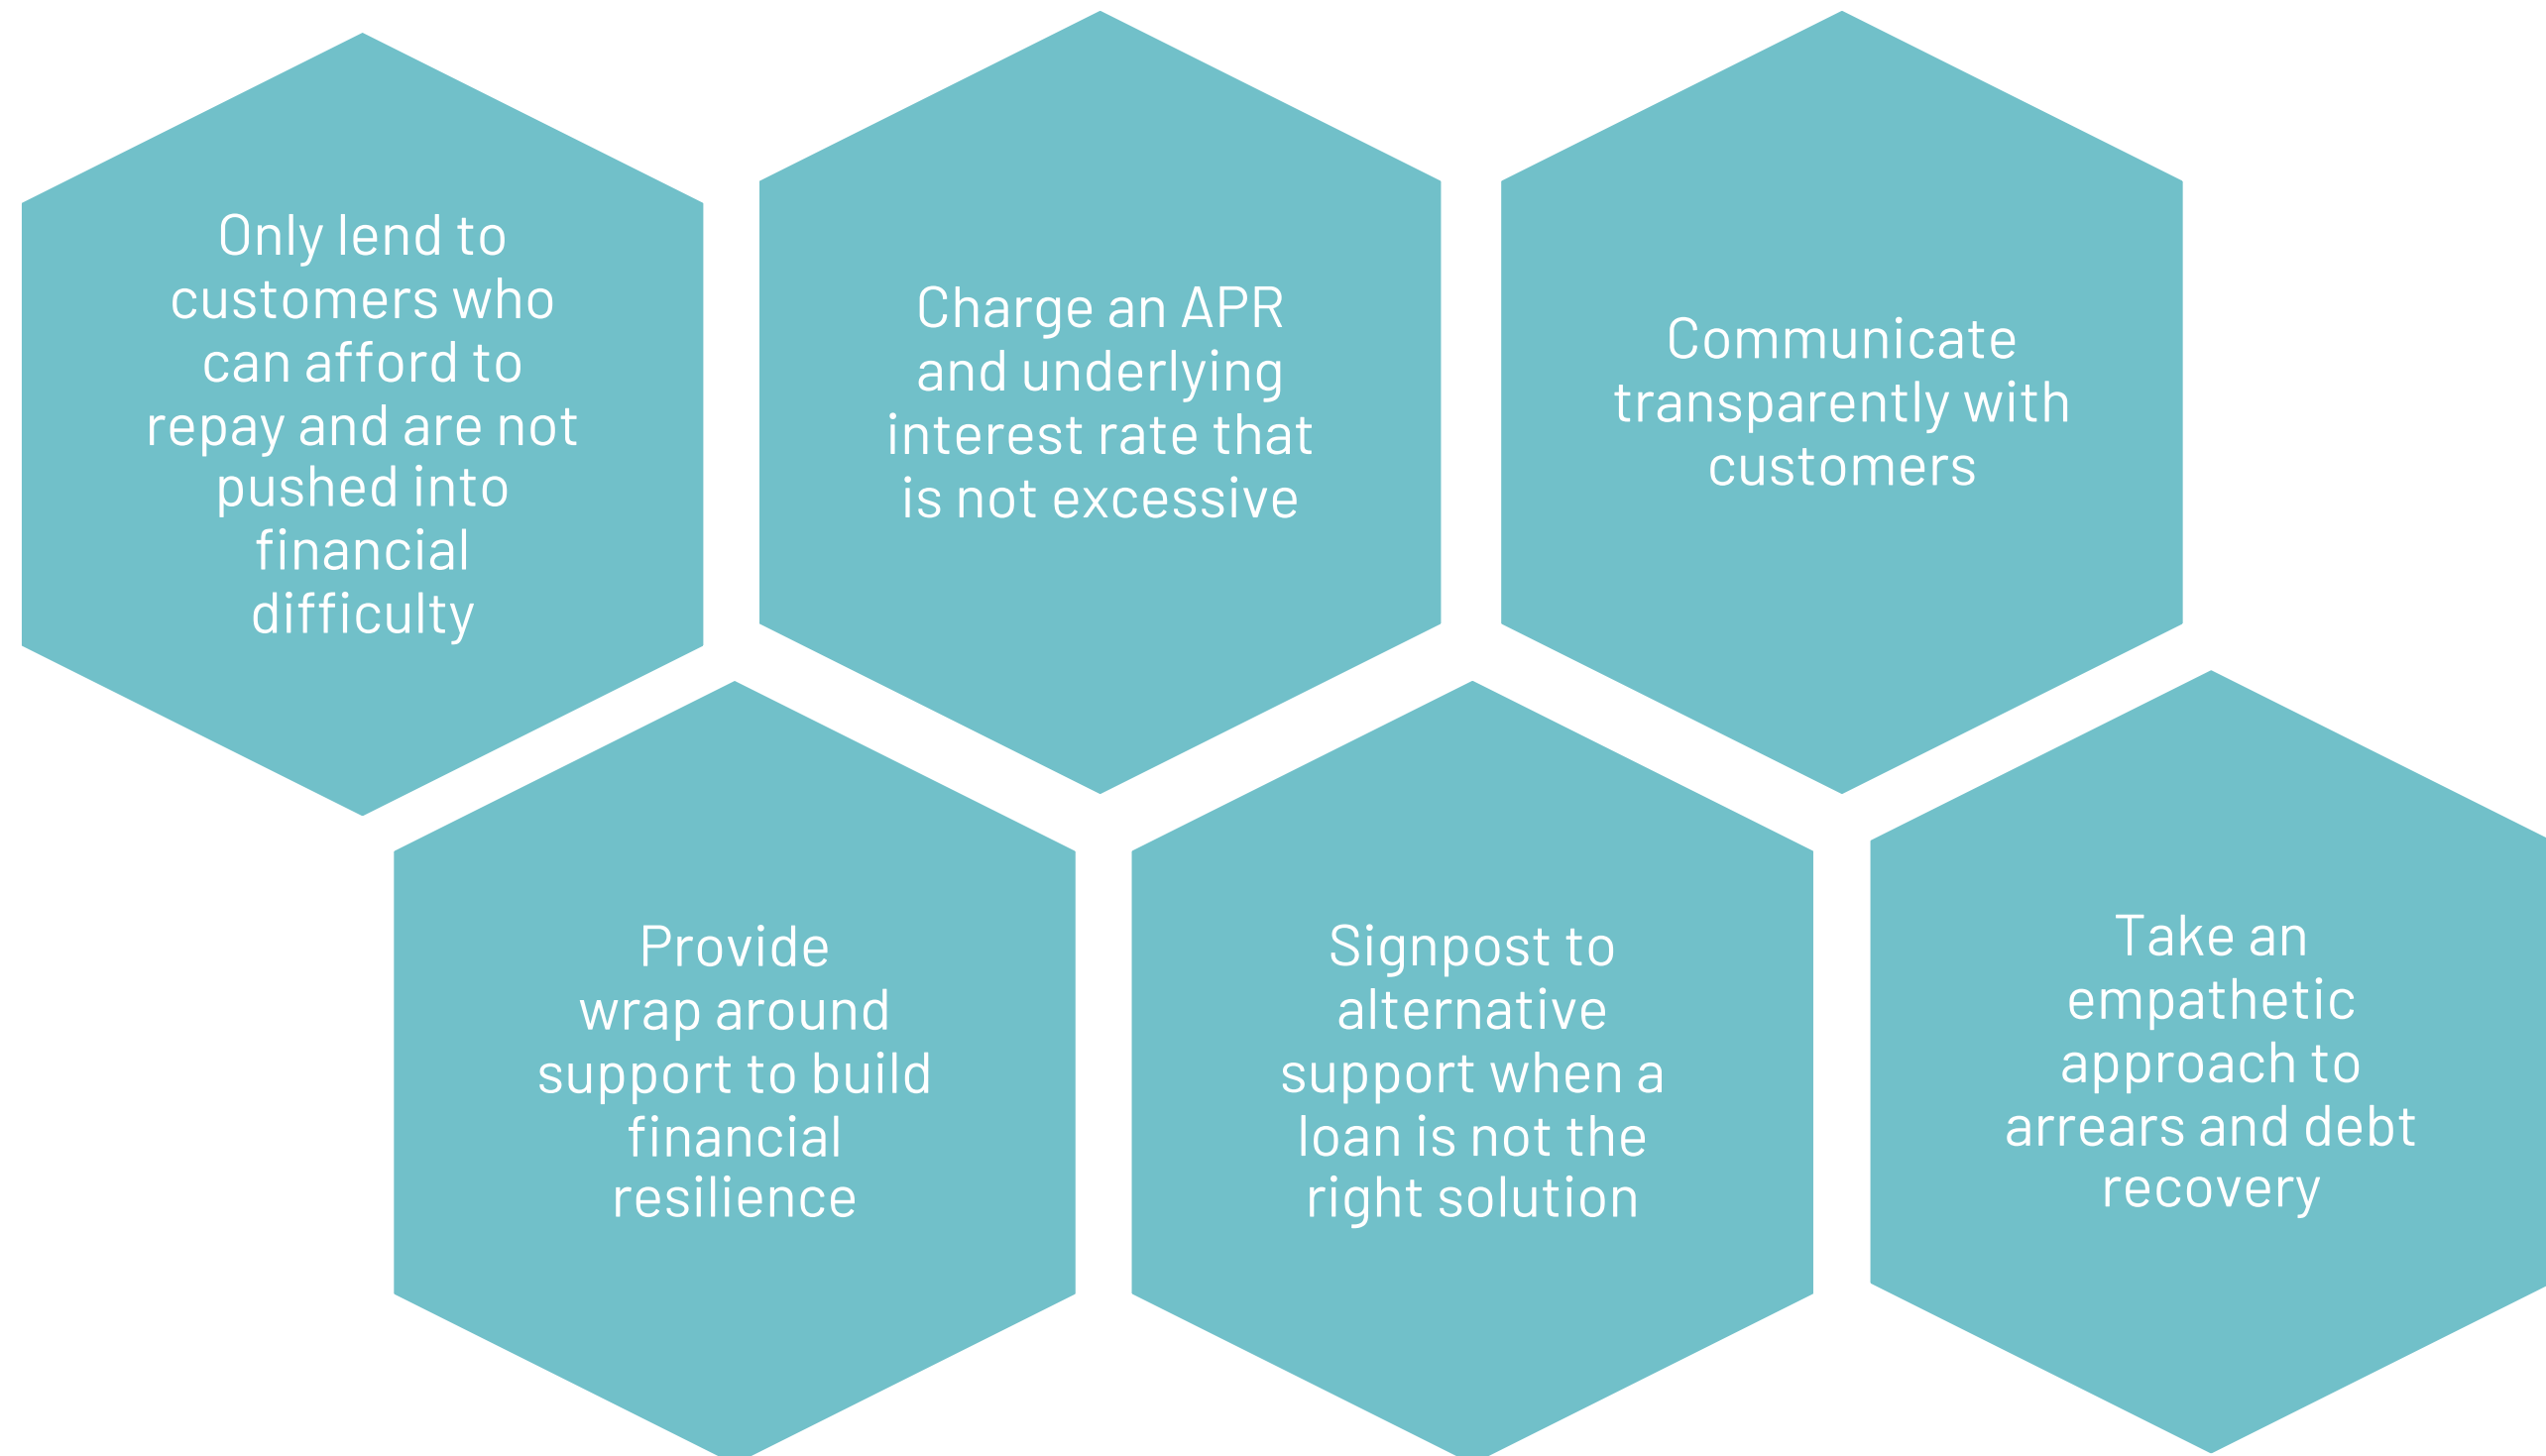 Only lend to
customers who
can afford to
repay and are not
pushed into
financial
difficulty
Charge an APR
and underlying
interest rate that
is not excessive
Communicate
transparently with
customers
Provide
wrap around
support to build
financial
resilience
Signpost to
alternative
support when a
loan is not the
right solution
Take an
empathetic
approach to
arrears and debt
recovery